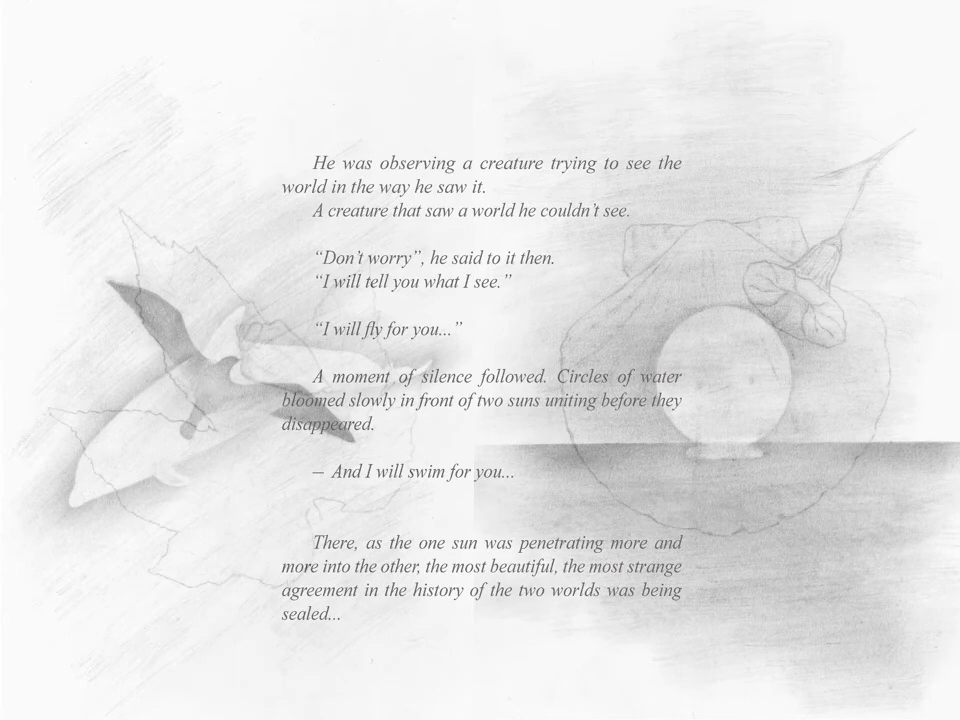 He was observing a creature trying to see the
world in the way he saw it.
A creature that saw a world he couldn’t see.
“Don’t worry”, he said to it then.
“I will tell you what I see.”
“I will fly for you...”
A moment of silence followed. Circles of water
bloomed slowly in front of two suns uniting before they
disappeared.
– And I will swim for you...
There, as the one sun was penetrating more and
more into the other, the most beautiful, the most strange
agreement in the history of the two worlds was being
sealed...